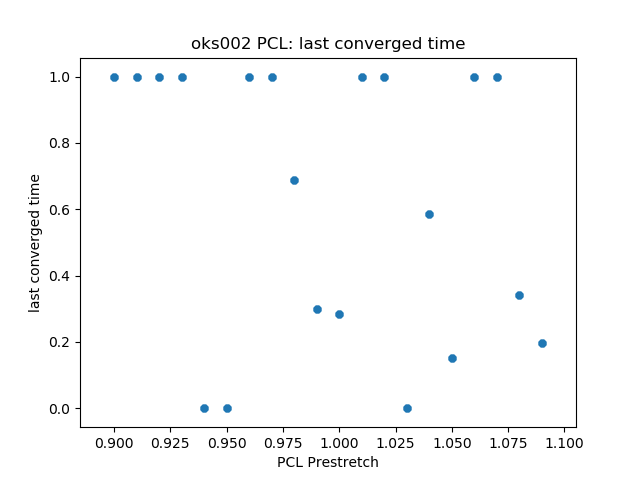 oks002 PCL: last converged time
1.0
0.8
0.6
0.4
0.2
0.0
last converged time
0.900 0.925 0.950 0.975 1.000 1.025 1.050 1.075 1.100
PCL Prestretch